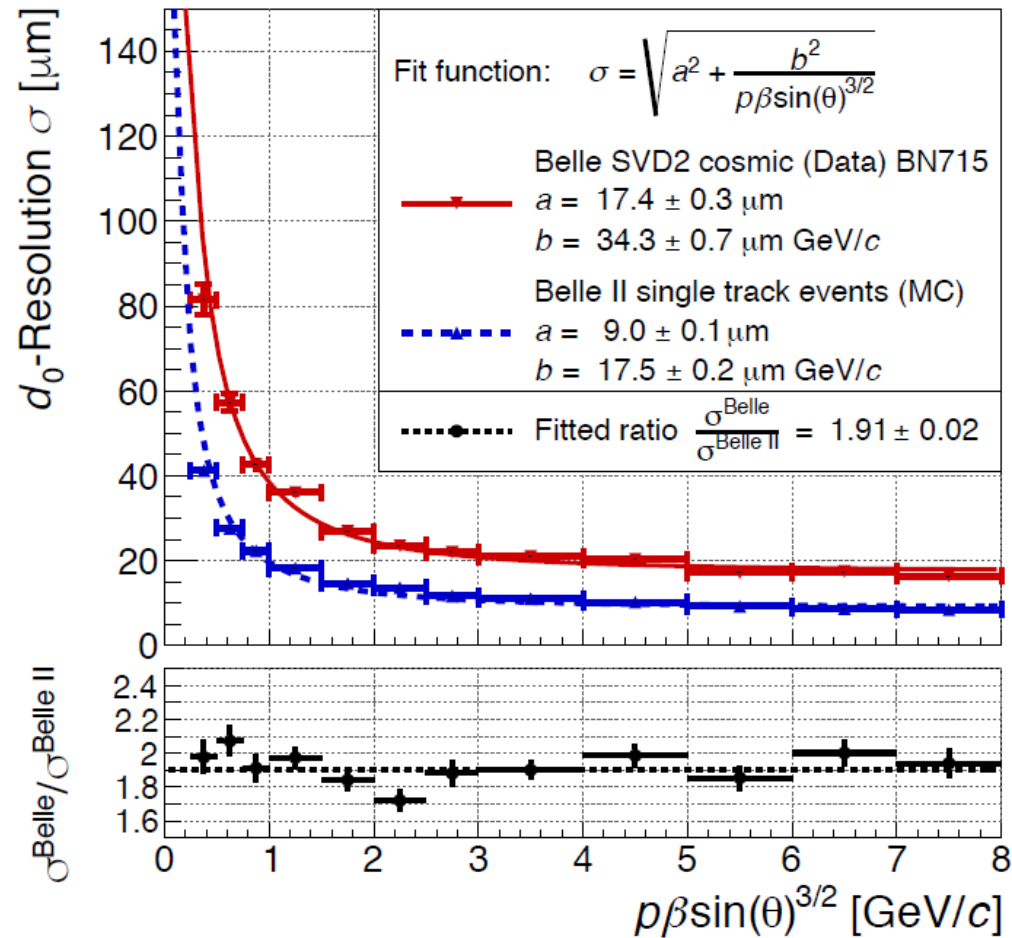 d₀-Resolution σ [μm]
140
120
100
80
60
40
20
0
Fit function: σ = √(a² + b² / pβsin(θ)^3/2)
Belle SVD2 cosmic (Data) BN715
a = 17.4 ± 0.3 μm
b = 34.3 ± 0.7 μm GeV/c
Belle II single track events (MC)
a = 9.0 ± 0.1 μm
b = 17.5 ± 0.2 μm GeV/c
Fitted ratio σ^Belle / σ^Belle II = 1.91 ± 0.02
σ^Belle/σ^Belle II
2.4
2.2
2
1.8
1.6
0 1 2 3 4 5 6 7 8
pβsin(θ)^3/2 [GeV/c]